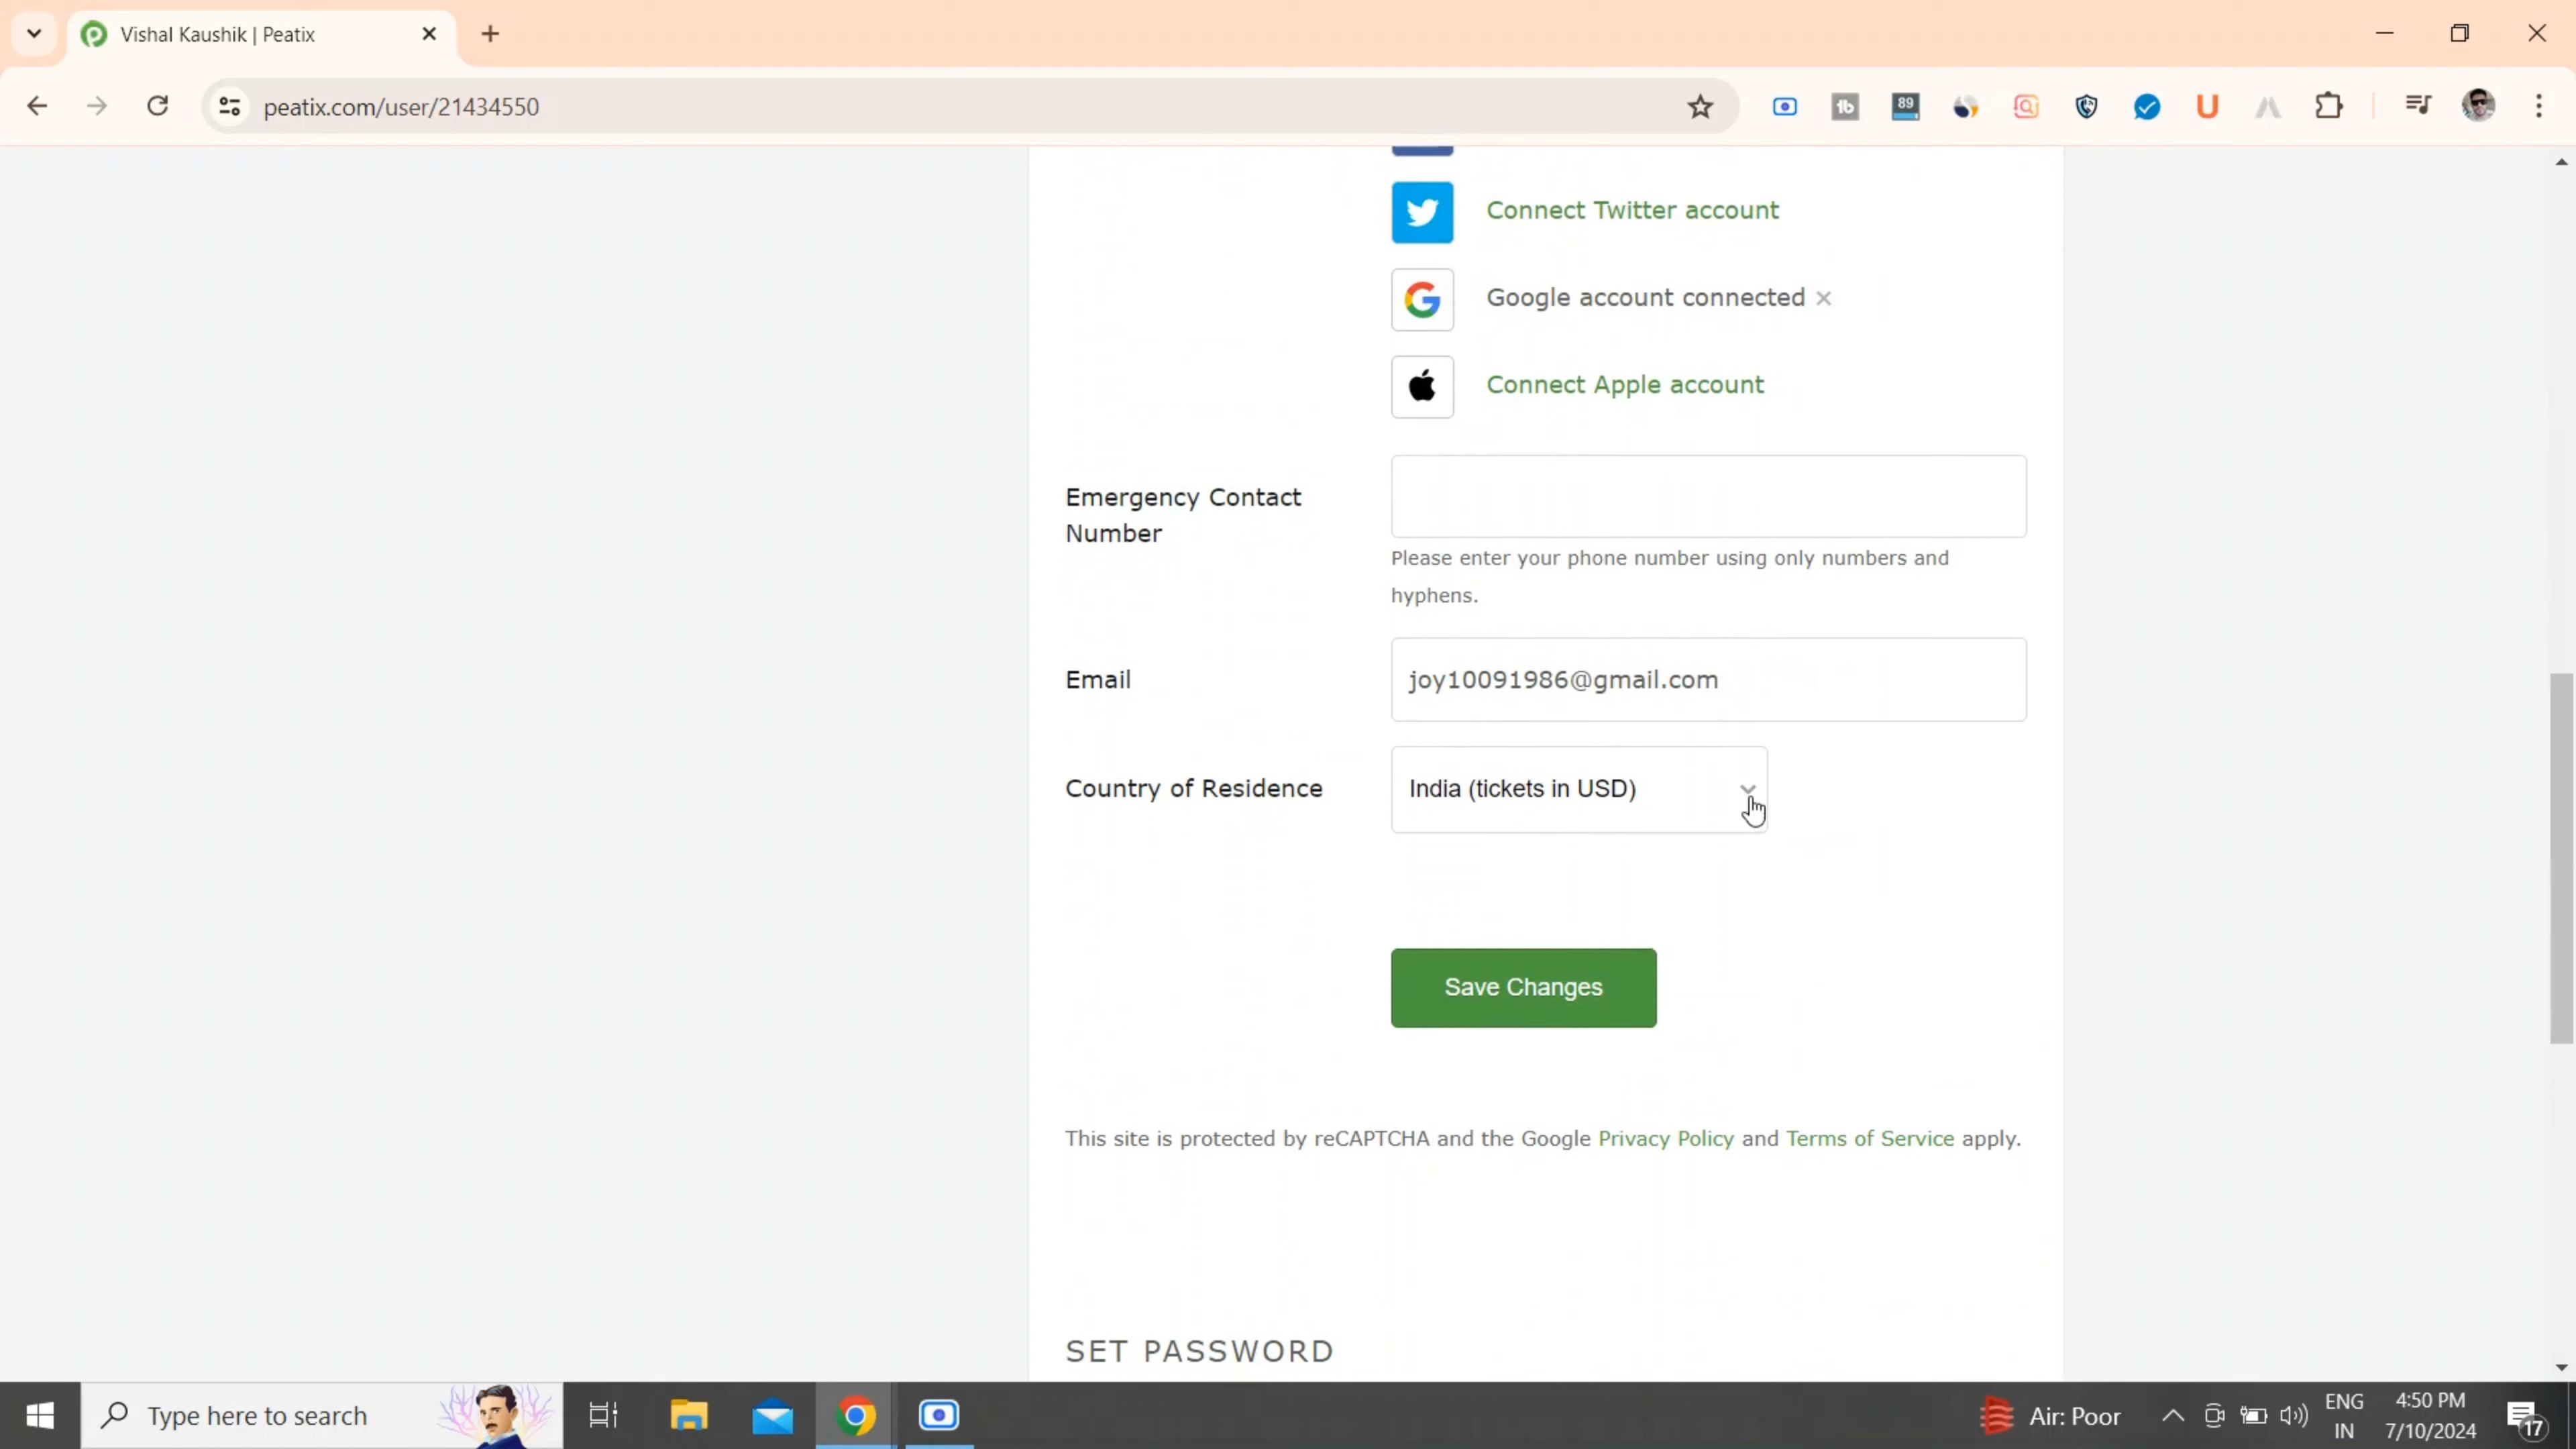 Vishal Kaushik | Peatix
peatix.com/user/21434550
89
Connect Twitter account
Google account connected
Connect Apple account
Emergency Contact
Number
Please enter your phone number using only numbers and
hyphens.
Email
joy10091986@gmail.com
Country of Residence
India (tickets in USD)
Save Changes
This site is protected by reCAPTCHA and the Google Privacy Policy and Terms of Service apply.
SET PASSWORD
Type here to search
Air: Poor
ENG
IN
4:50 PM
7/10/2024
17